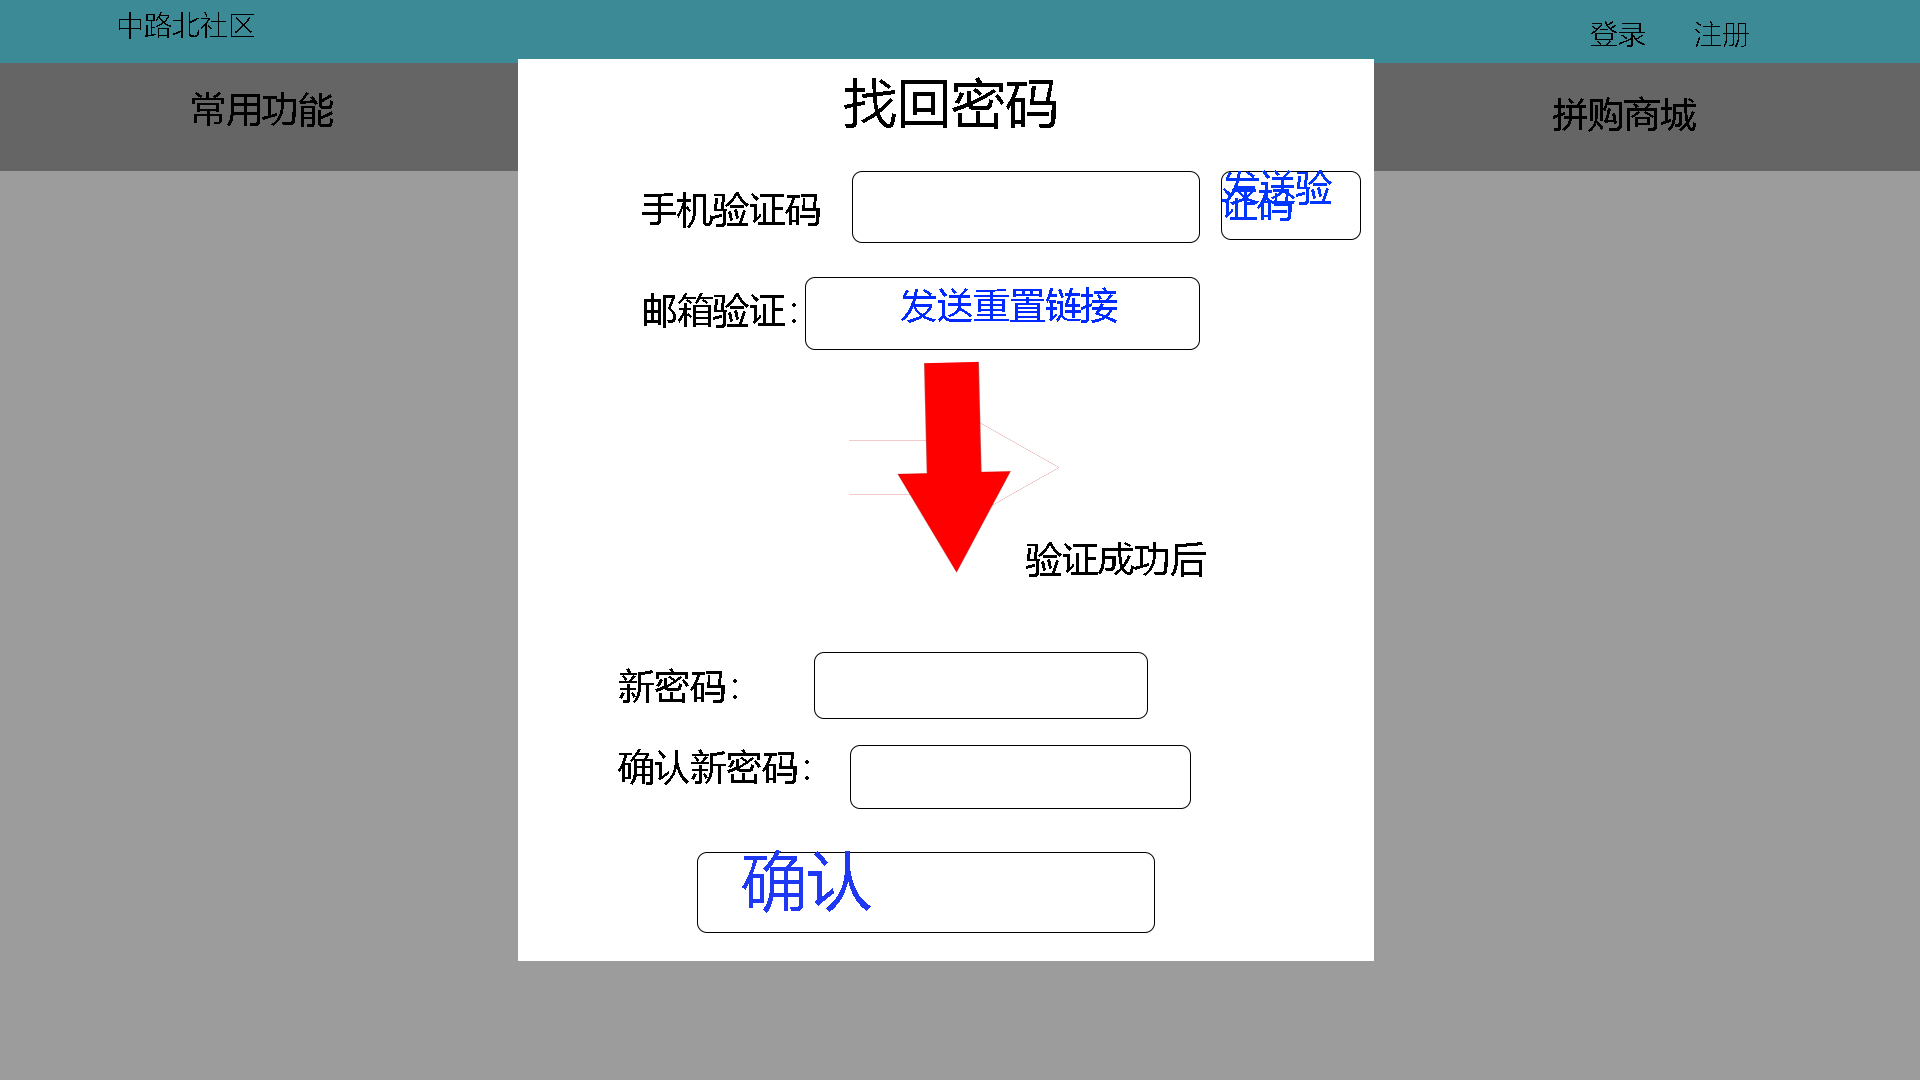 中路北社区
登录
注册
常用功能
拼购商城
找回密码
手机验证码
发送验
证码
邮箱验证：
发送重置链接
验证成功后
新密码：
确认新密码：
确认